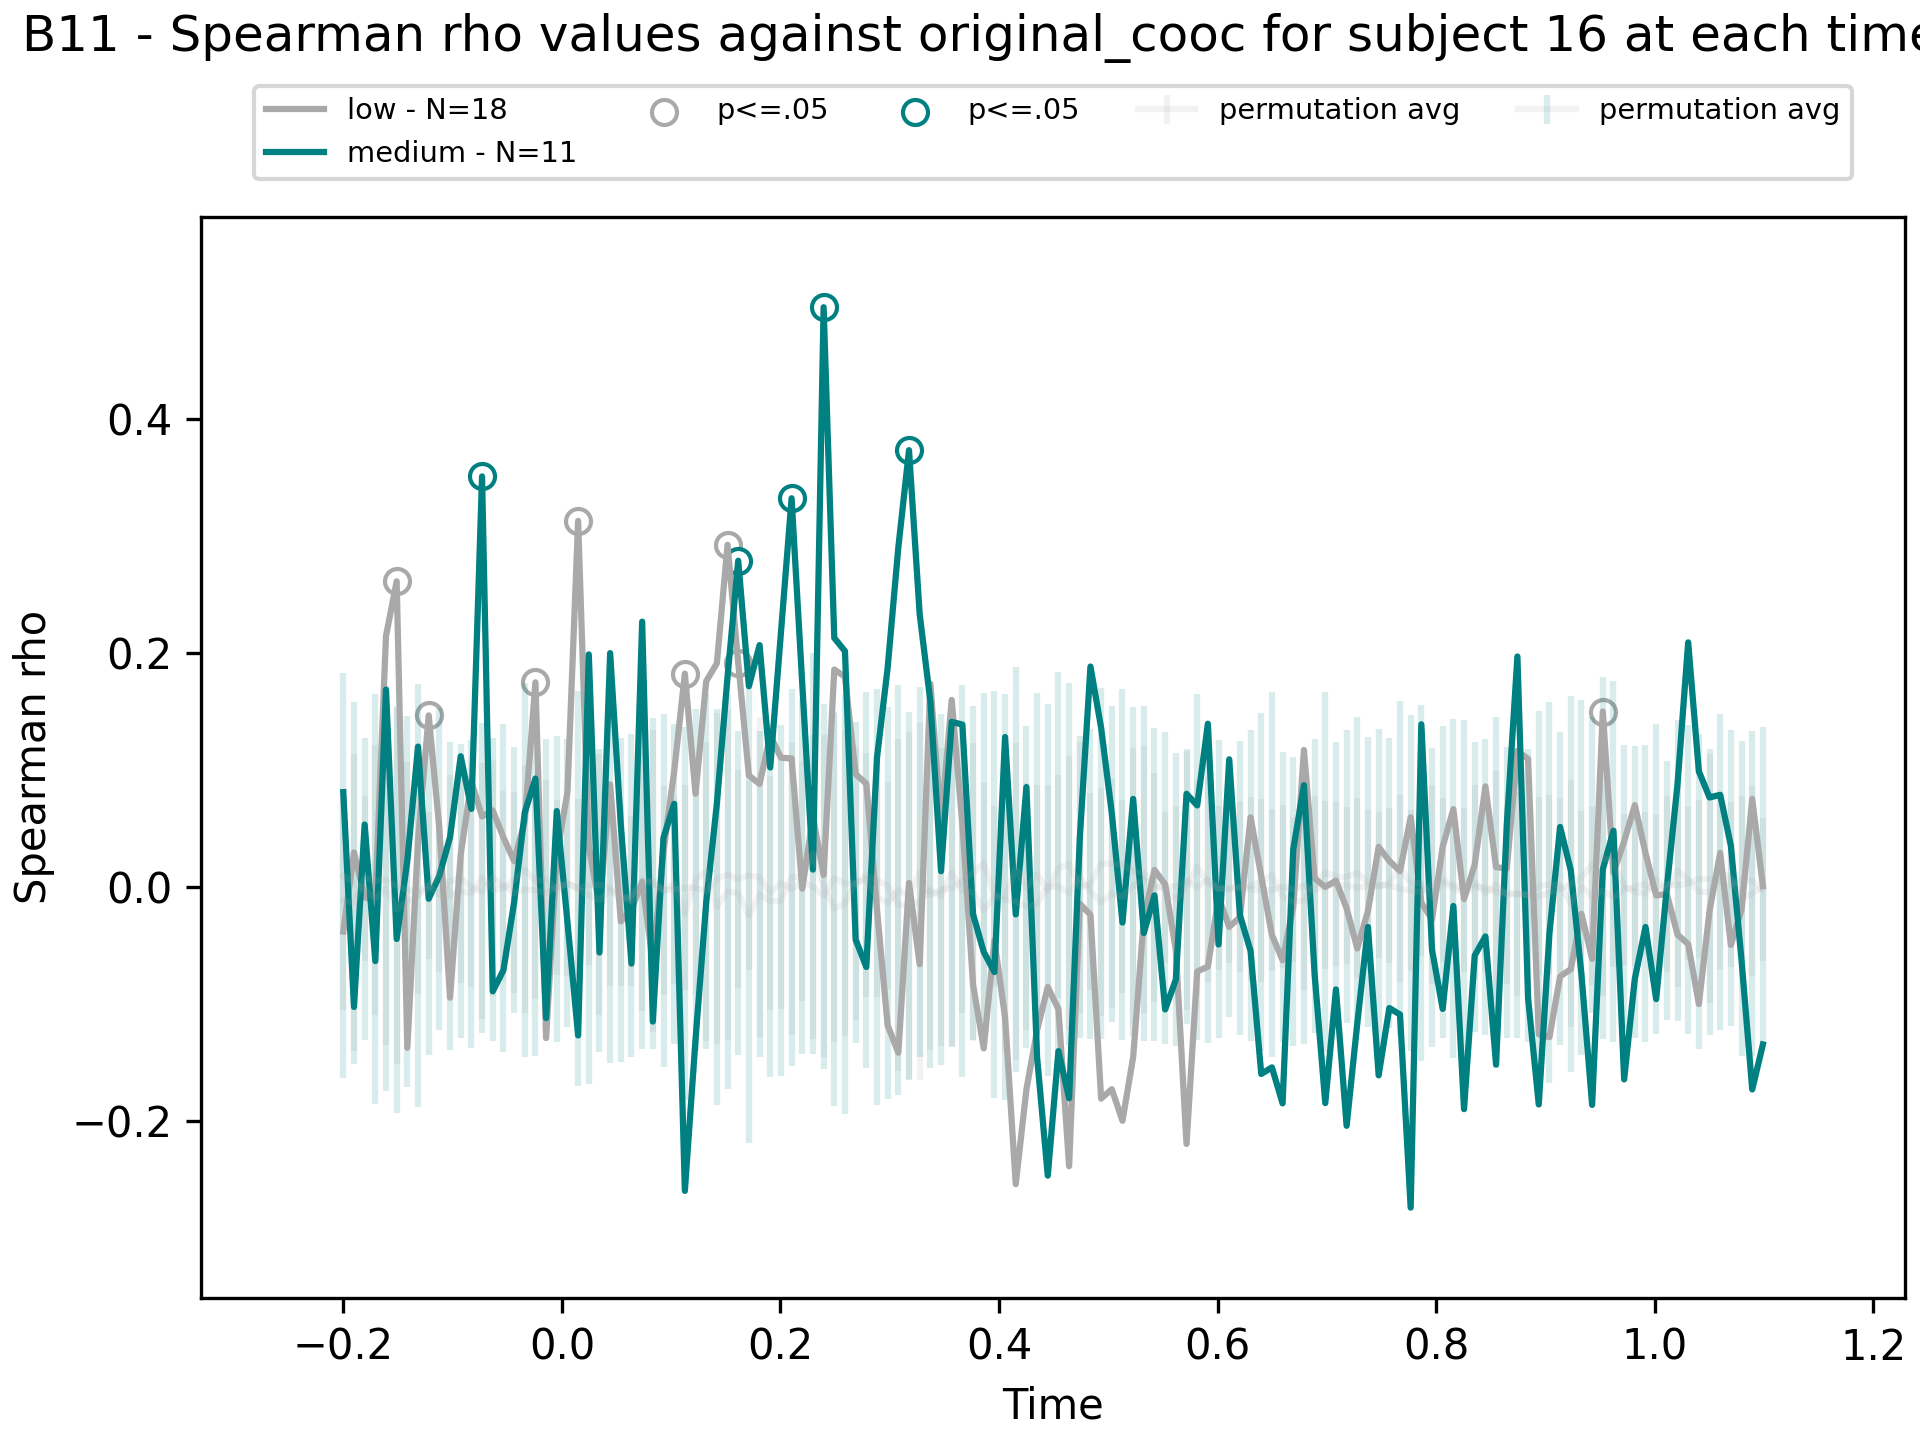 B11 - Spearman rho values against original_cooc for subject 16 at each time
low - N=18
medium - N=11
p<=.05
p<=.05
permutation avg
permutation avg
Spearman rho
0.4
0.2
0.0
−0.2
−0.2
0.0
0.2
0.4
0.6
0.8
1.0
1.2
Time